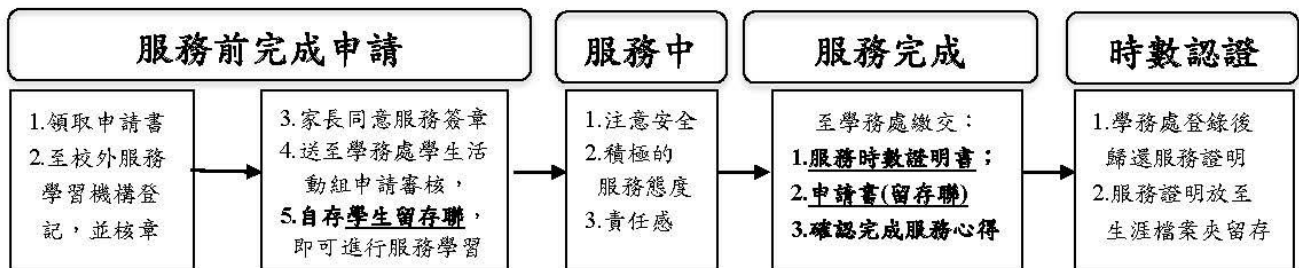 服務前完成申請
服務中
服務完成
時數認證
1.領取申請書
2.至校外服務
學習機構登
記，並核章
3.家長同意服務簽章
4.送至學務處學生活
動組申請審核，
5.自存學生留存聯，
即可進行服務學習
1.注意安全
2.積極的
服務態度
3.責任感
至學務處繳交：
1.服務時數證明書；
2.申請書(留存聯)
3.確認完成服務心得
1.學務處登錄後
歸還服務證明
2.服務證明放至
生涯檔案夾留存